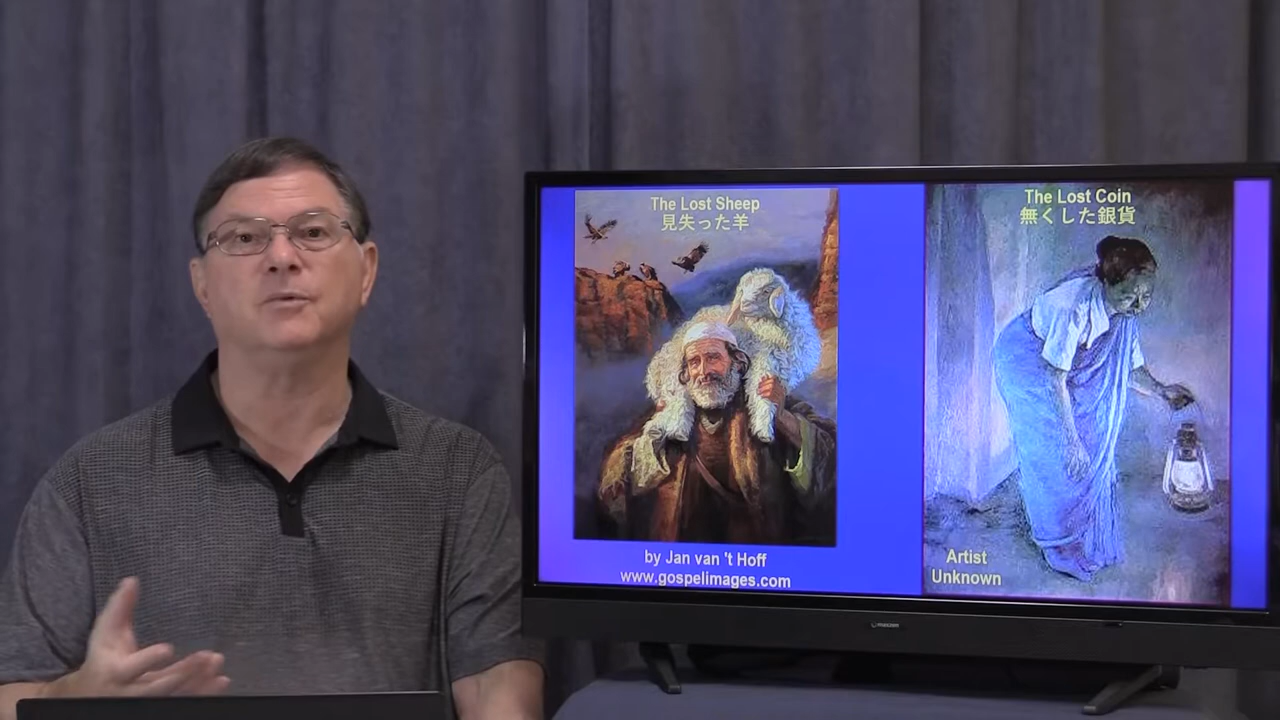 The Lost Sheep
見失った羊
by Jan van 't Hoff
www.gospelimages.com
The Lost Coin
無くした銀貨
Artist
Unknown